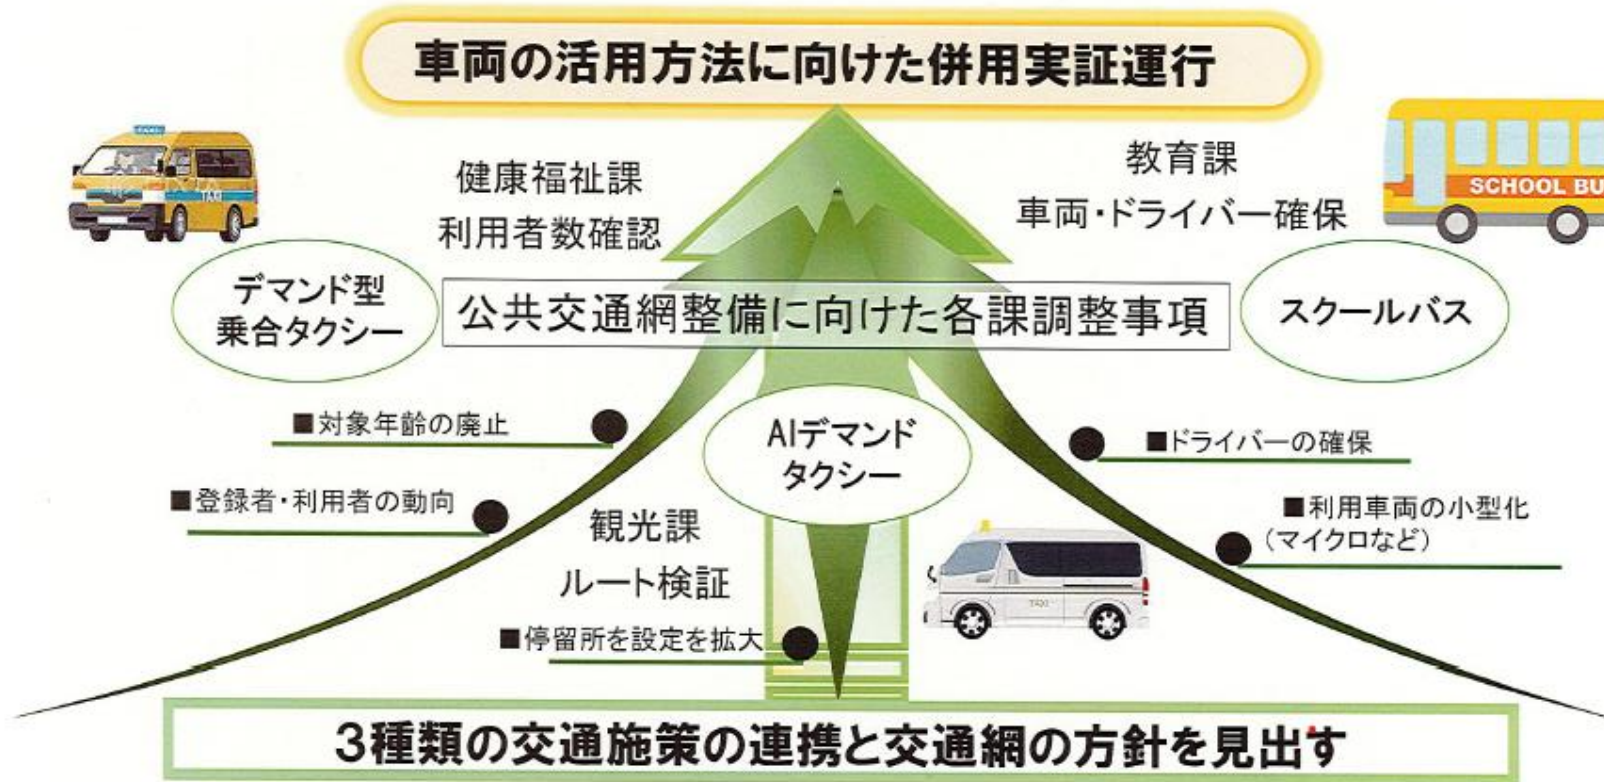 車両の活用方法に向けた併用実証運行
健康福祉課
利用者数確認
教育課
車両・ドライバー確保
TAXI
SCHOOL BU
デマンド型
乗合タクシー
公共交通網整備に向けた各課調整事項
スクールバス
■対象年齢の廃止
■登録者・利用者の動向
AIデマンド
タクシー
■ドライバーの確保
■利用車両の小型化
（マイクロなど）
観光課
ルート検証
TAXI
■停留所を設定を拡大
3種類の交通施策の連携と交通網の方針を見出す